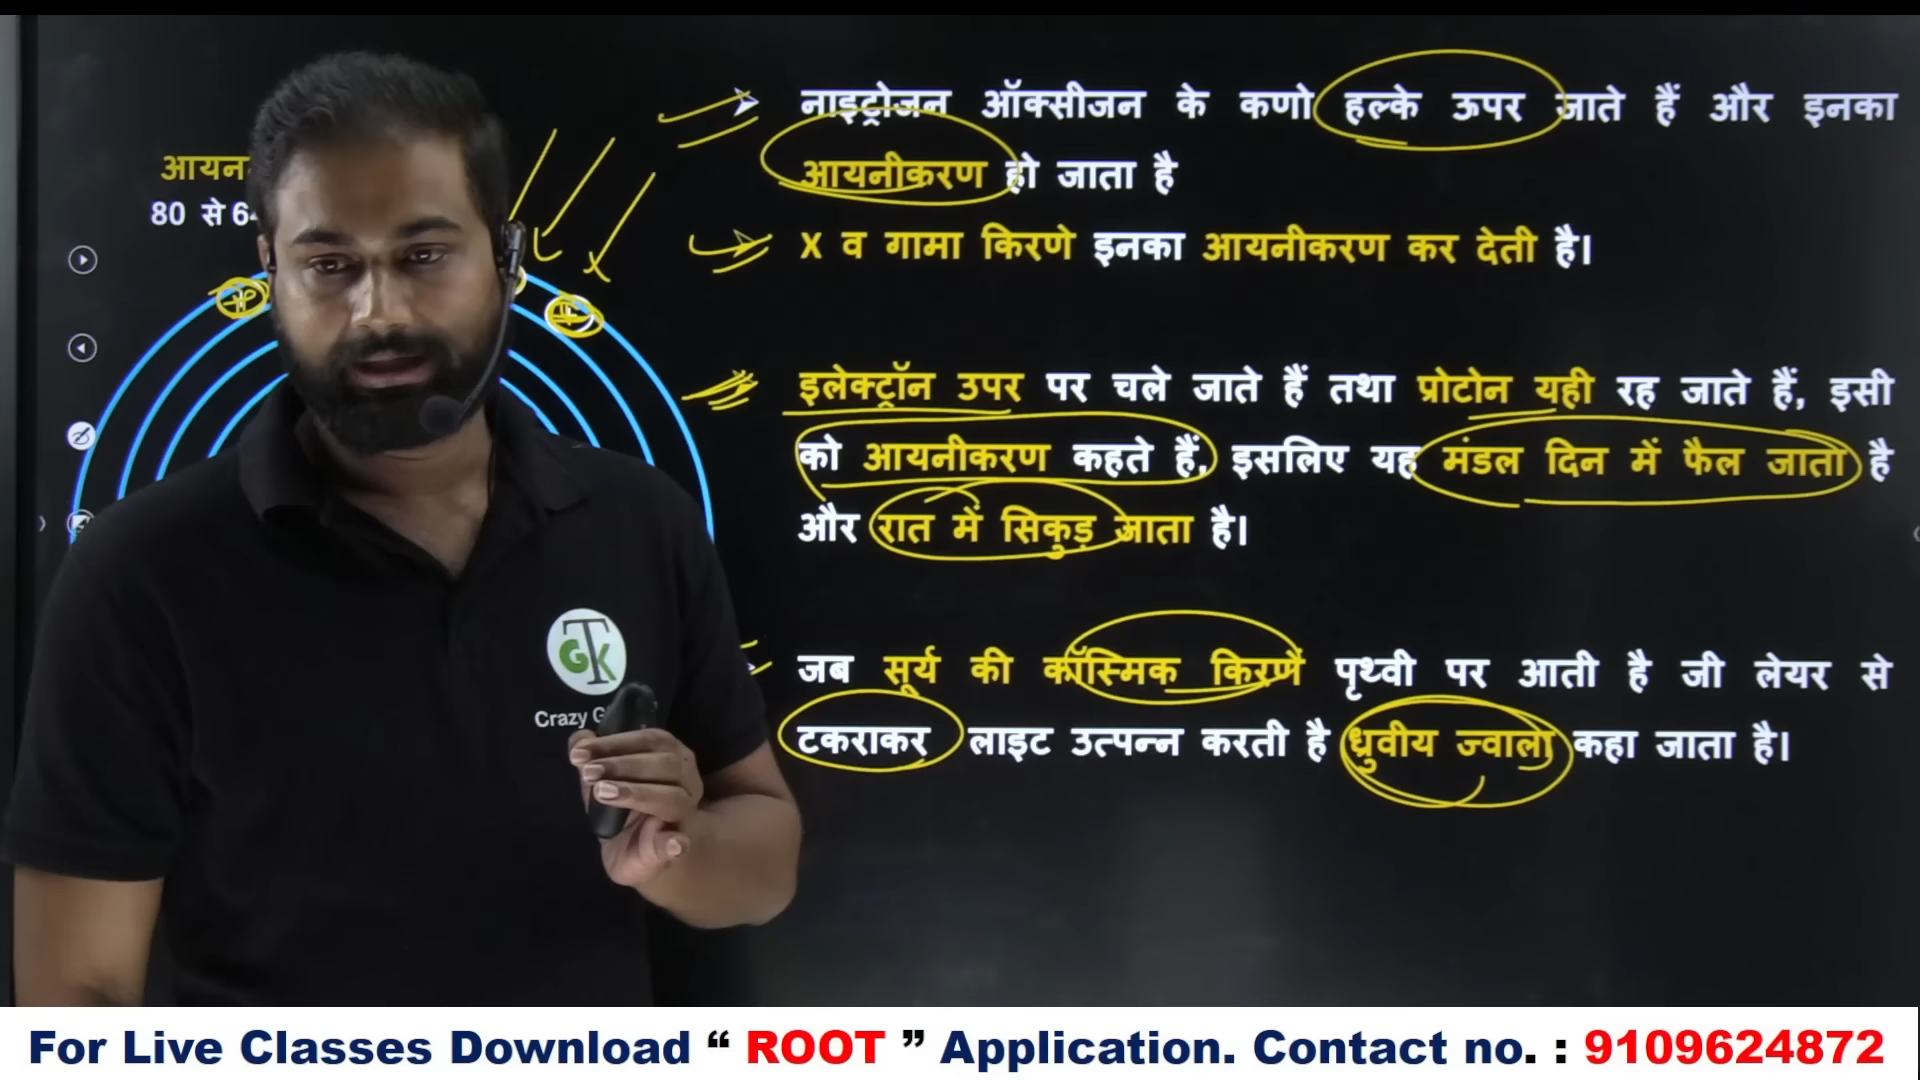 नाइट्रोजन ऑक्सीजन के कणो हल्के ऊपर जाते हैं और इनका
आयनीकरण हो जाता है
X व गामा किरणे इनका आयनीकरण कर देती है।
आयन
80 से 64
इलेक्ट्रॉन उपर पर चले जाते हैं तथा प्रोटोन यही रह जाते हैं, इसी
को आयनीकरण कहते हैं, इसलिए यह मंडल दिन में फैल जाता है
और रात में सिकुड़ जाता है।
जब सूर्य की कॉस्मिक किरणें पृथ्वी पर आती है जी लेयर से
टकराकर लाइट उत्पन्न करती है ध्रुवीय ज्वाला कहा जाता है।
GTK
Crazy G
For Live Classes Download “ ROOT ” Application. Contact no. : 9109624872